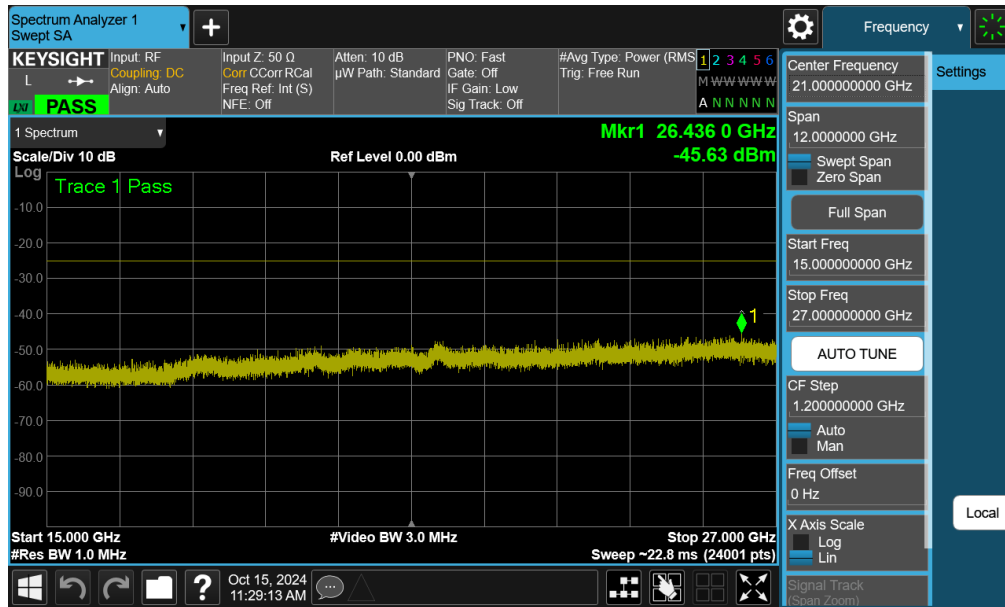 Spectrum Analyzer 1
Swept SA
+
Frequency
KEYSIGHT
L
LXI PASS
Input: RF
Coupling: DC
Align: Auto
Input Z: 50 Ω
Corr CCorr RCal
Freq Ref: Int (S)
NFE: Off
Atten: 10 dB
µW Path: Standard
PNO: Fast
Gate: Off
IF Gain: Low
Sig Track: Off
#Avg Type: Power (RMS
Trig: Free Run
1 2 3 4 5 6
M W W W W W
A N N N N N
1 Spectrum
Mkr1 26.436 0 GHz
-45.63 dBm
Scale/Div 10 dB
Ref Level 0.00 dBm
Log
Trace 1 Pass
-10.0
-20.0
-30.0
-40.0
-50.0
-60.0
-70.0
-80.0
-90.0
1
Start 15.000 GHz
#Video BW 3.0 MHz
Stop 27.000 GHz
#Res BW 1.0 MHz
Sweep ~22.8 ms (24001 pts)
Center Frequency
21.000000000 GHz
Span
12.0000000 GHz
Swept Span
Zero Span
Full Span
Start Freq
15.000000000 GHz
Stop Freq
27.000000000 GHz
AUTO TUNE
CF Step
1.200000000 GHz
Auto
Man
Freq Offset
0 Hz
X Axis Scale
Log
Lin
Signal Track
(Span Zoom)
Settings
Local
?
Oct 15, 2024
11:29:13 AM